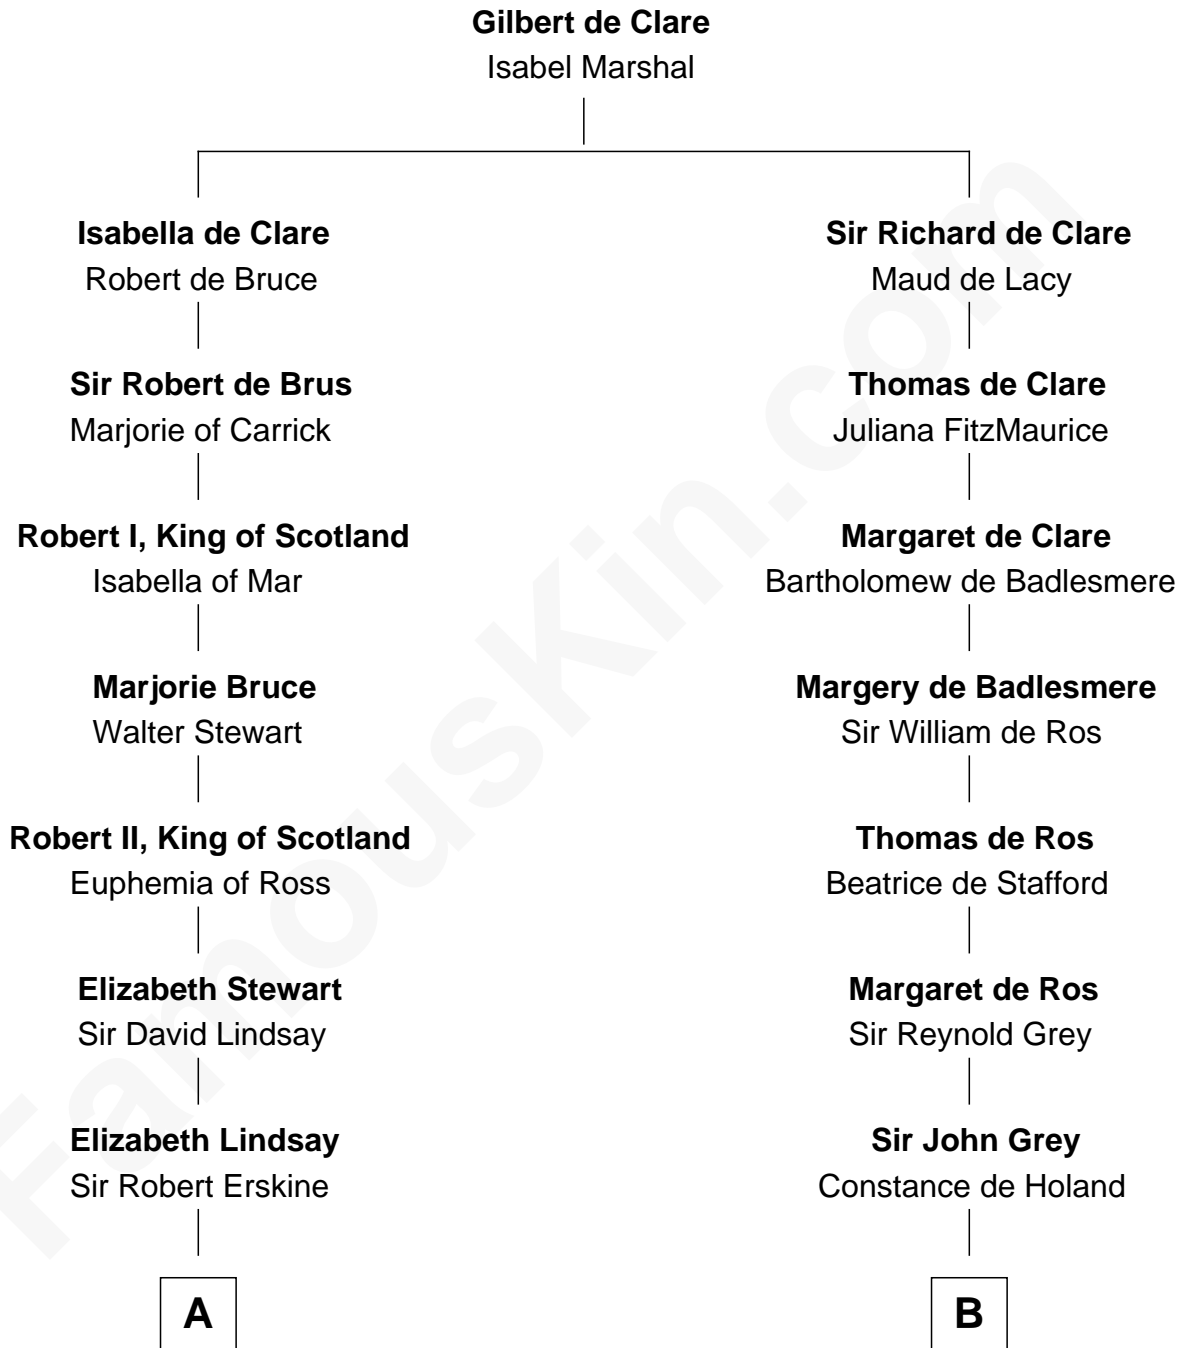 Gilbert de Clare
Isabel Marshal
Isabella de Clare
Robert de Bruce
Sir Richard de Clare
Maud de Lacy
Sir Robert de Brus
Marjorie of Carrick
Thomas de Clare
Juliana FitzMaurice
Robert I, King of Scotland
Isabella of Mar
Margaret de Clare
Bartholomew de Badlesmere
Marjorie Bruce
Walter Stewart
Margery de Badlesmere
Sir William de Ros
Robert II, King of Scotland
Euphemia of Ross
Thomas de Ros
Beatrice de Stafford
Elizabeth Stewart
Sir David Lindsay
Margaret de Ros
Sir Reynold Grey
Elizabeth Lindsay
Sir Robert Erskine
Sir John Grey
Constance de Holand
A
B
FamousKin.com